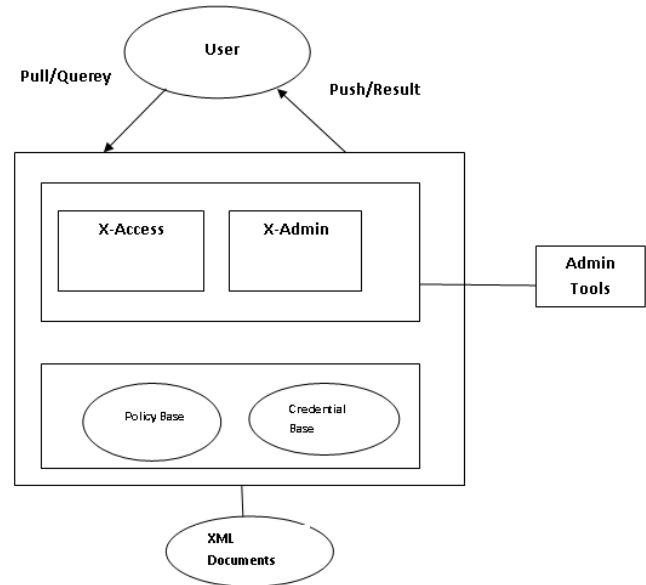 User
Pull/Querey
Push/Result
X-Access
X-Admin
Admin
Tools
Policy Base
Credential
Base
XML
Documents